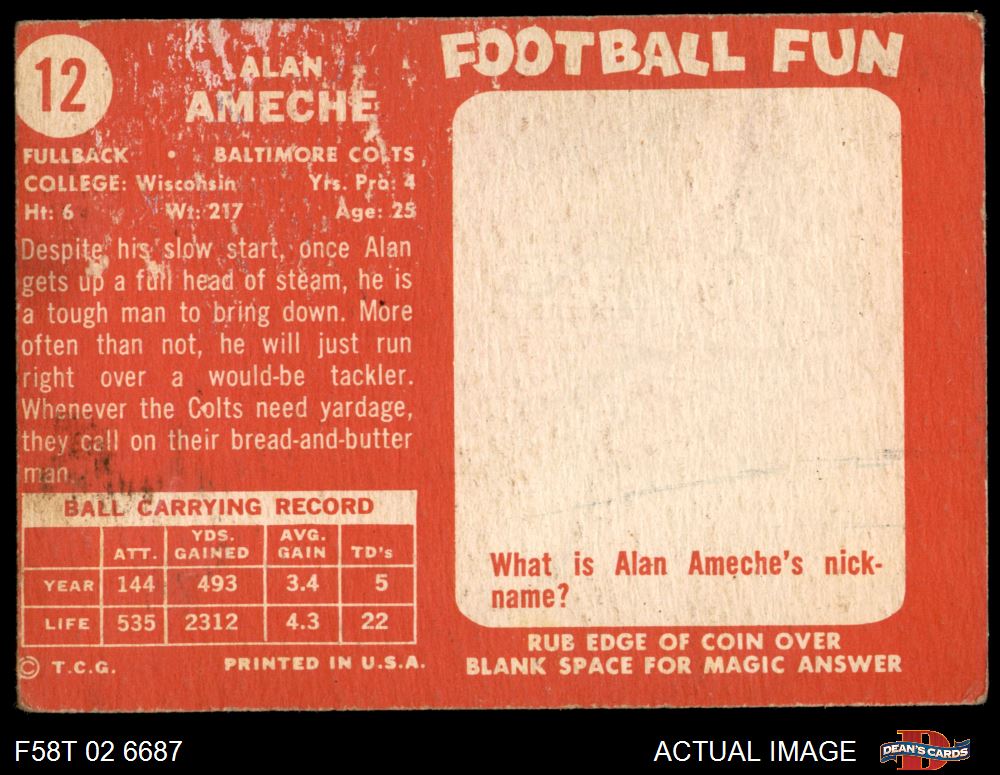 12
ALAN
AMECHE
FULLBACK • BALTIMORE COLTS
COLLEGE: Wisconsin Yrs. Pro: 4
Ht: 6 Wt: 217 Age: 25
Despite his slow start, once Alan
gets up a full head of steam, he is
a tough man to bring down. More
often than not, he will just run
right over a would-be tackler.
Whenever the Colts need yardage,
they call on their bread-and-butter
man.
BALL CARRYING RECORD
ATT. YDS. GAINED AVG. GAIN TD's
YEAR 144 493 3.4 5
LIFE 535 2312 4.3 22
© T.C.G. PRINTED IN U.S.A.
FOOTBALL FUN
What is Alan Ameche's nick-
name?
RUB EDGE OF COIN OVER
BLANK SPACE FOR MAGIC ANSWER
F58T 02 6687
ACTUAL IMAGE
DEAN'S CARDS